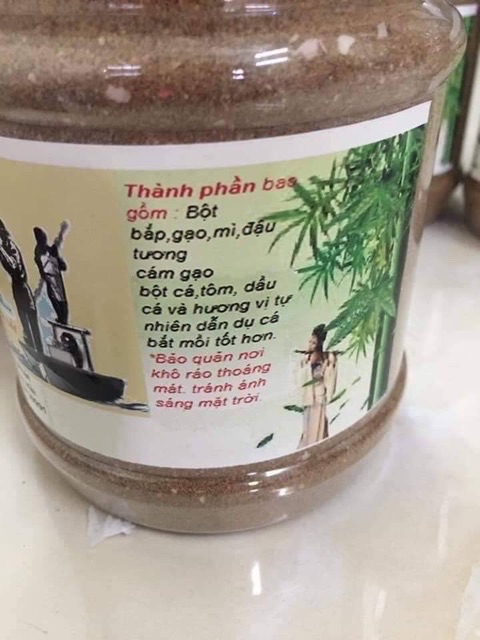 Thành phần bao
gồm : Bột
bắp,gạo,mì,đậu
tương
cám gạo
bột cá,tôm, dầu
cá và hương vị tự
nhiên dẫn dụ cá
bắt mồi tốt hơn.
*Bảo quản nơi
khô ráo thoáng
mát. tránh ánh
sáng mặt trời.